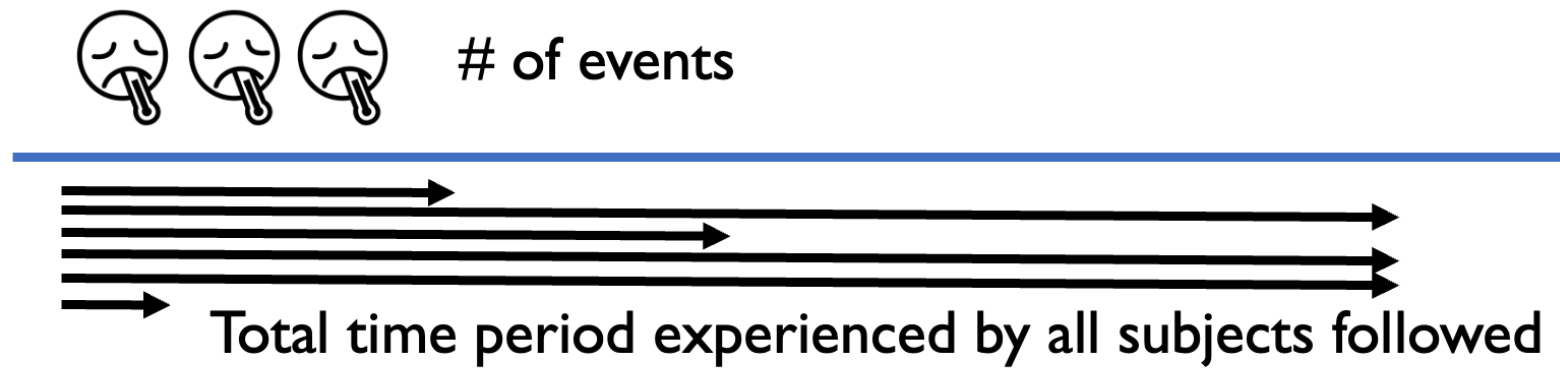 # of events
Total time period experienced by all subjects followed